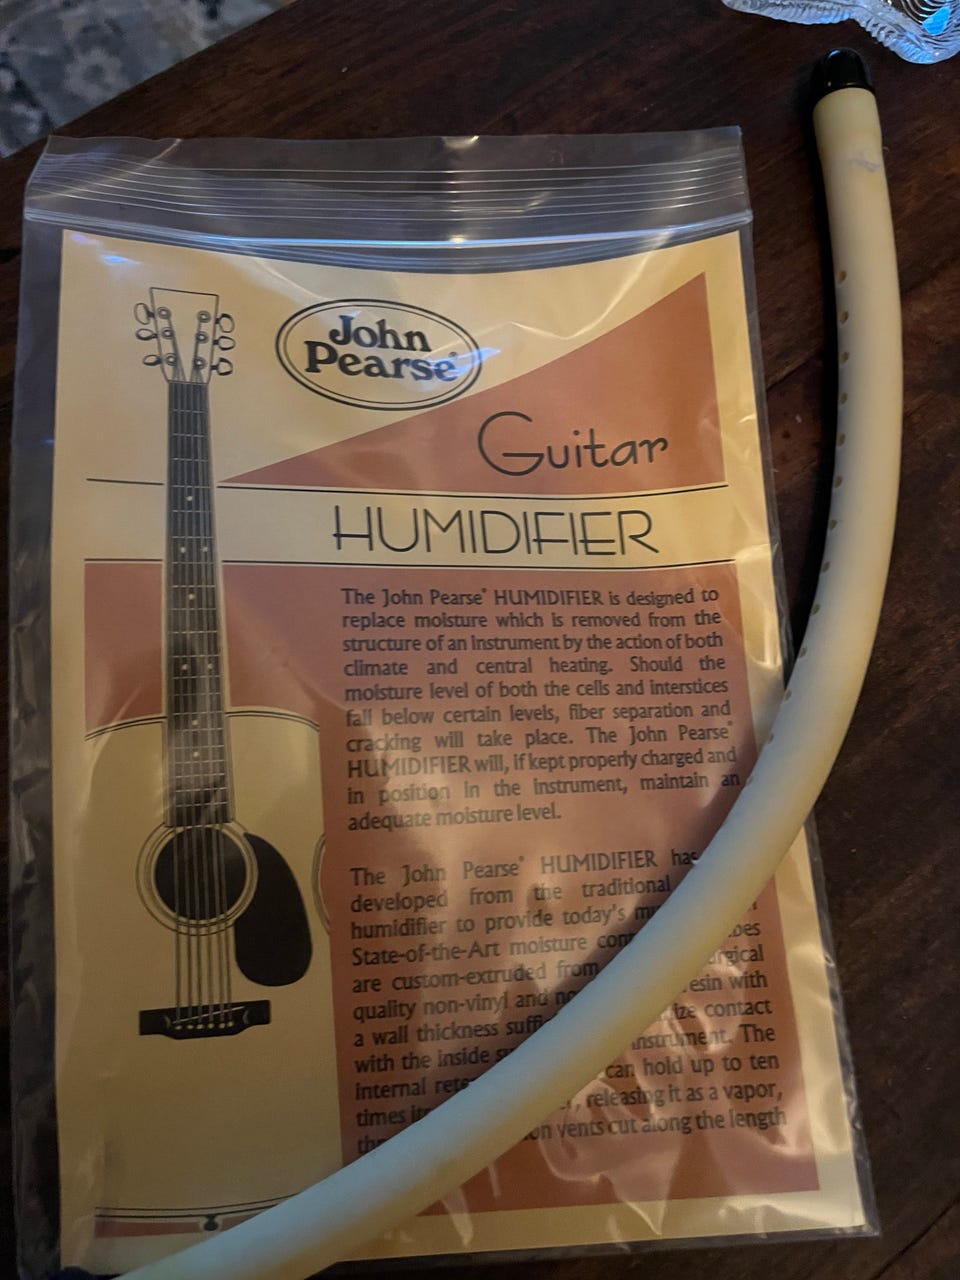 John
Pearse®
Guitar
HUMIDIFIER
The John Pearse® HUMIDIFIER is designed to
replace moisture which is removed from the
structure of an instrument by the action of both
climate and central heating. Should the
moisture level of both the cells and interstices
fall below certain levels, fiber separation and
cracking will take place. The John Pearse®
HUMIDIFIER will, if kept properly charged and
in position in the instrument, maintain an
adequate moisture level.
The John Pearse® HUMIDIFIER has
developed from the traditional
humidifier to provide today's
State-of-the-Art moisture
are custom-extruded from
quality non-vinyl and esin with
a wall thickness ize contact
with the inside instrument. The
internal can hold up to ten
times releasing it as a vapor,
vents cut along the length